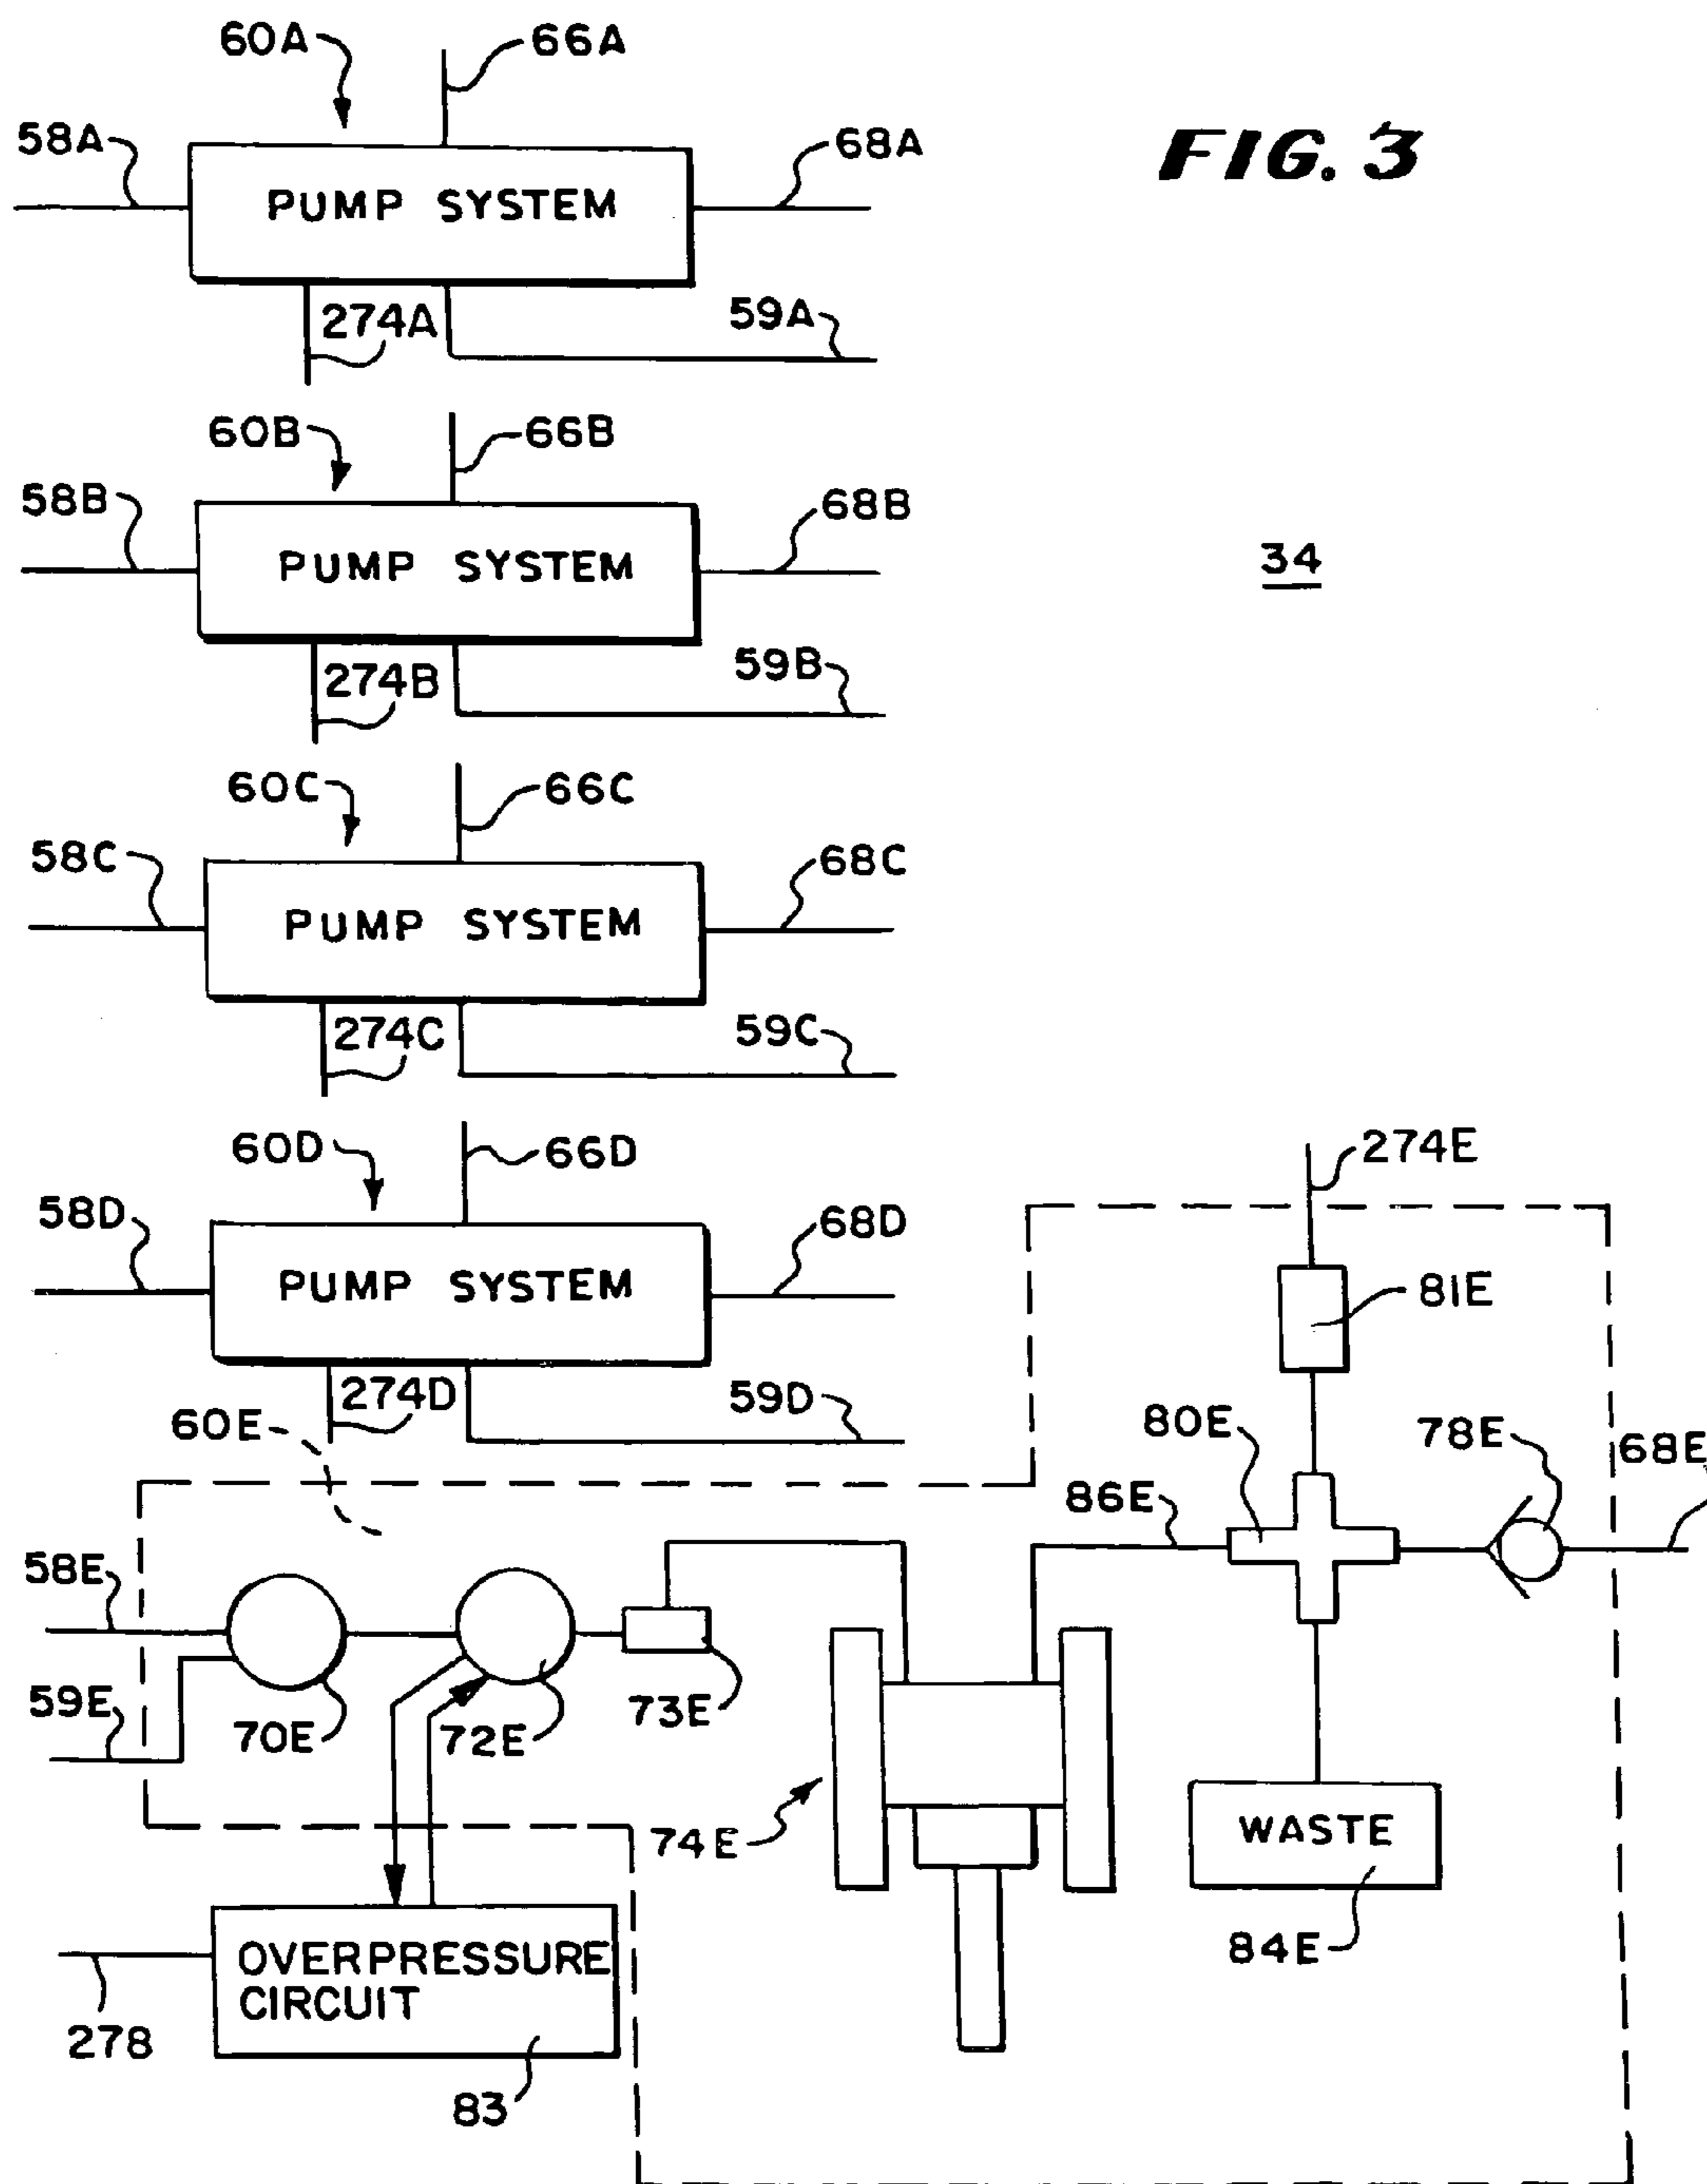 FIG. 3
34
60A
66A
58A
68A
PUMP SYSTEM
274A
59A
60B
66B
58B
68B
PUMP SYSTEM
274B
59B
60C
66C
58C
68C
PUMP SYSTEM
274C
59C
60D
66D
58D
68D
PUMP SYSTEM
274D
59D
60E
274E
81E
80E
78E
68E
86E
58E
59E
70E
72E
73E
74E
WASTE
84E
OVERPRESSURE
CIRCUIT
278
83